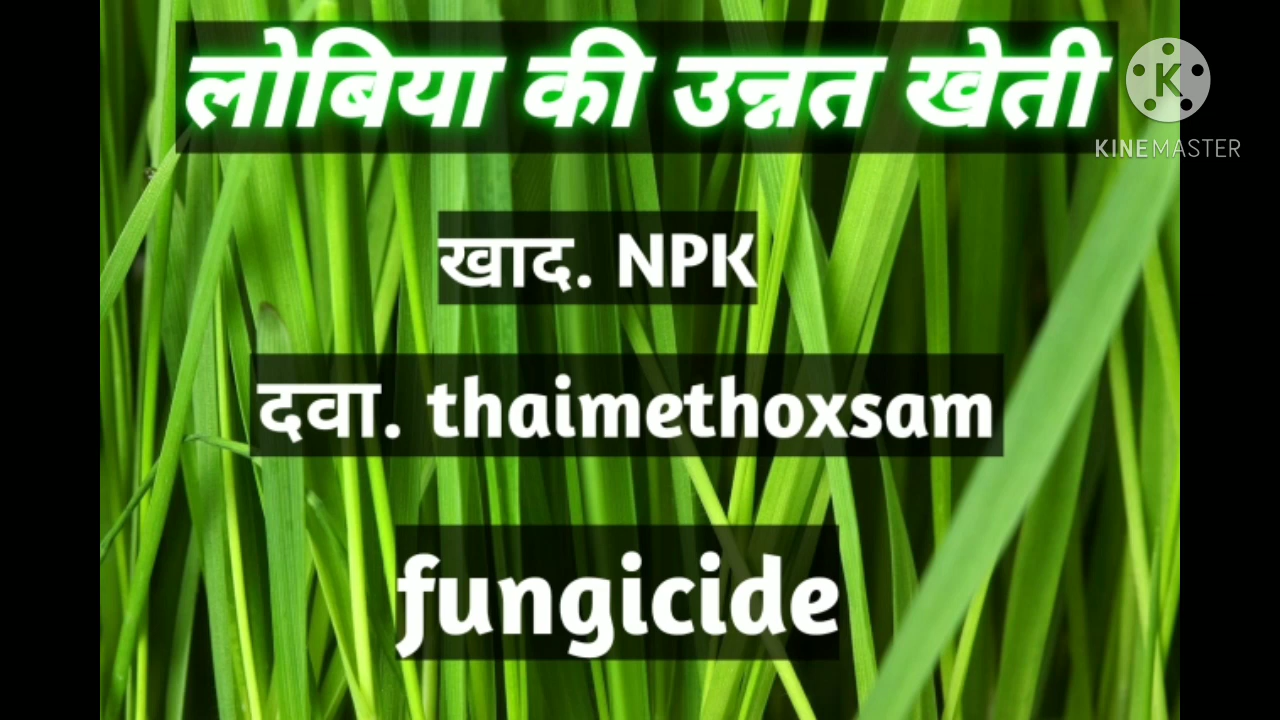 लोबिया की उन्नत खेती
K
KINEMASTER
खाद. NPK
दवा. thaimethoxsam
fungicide